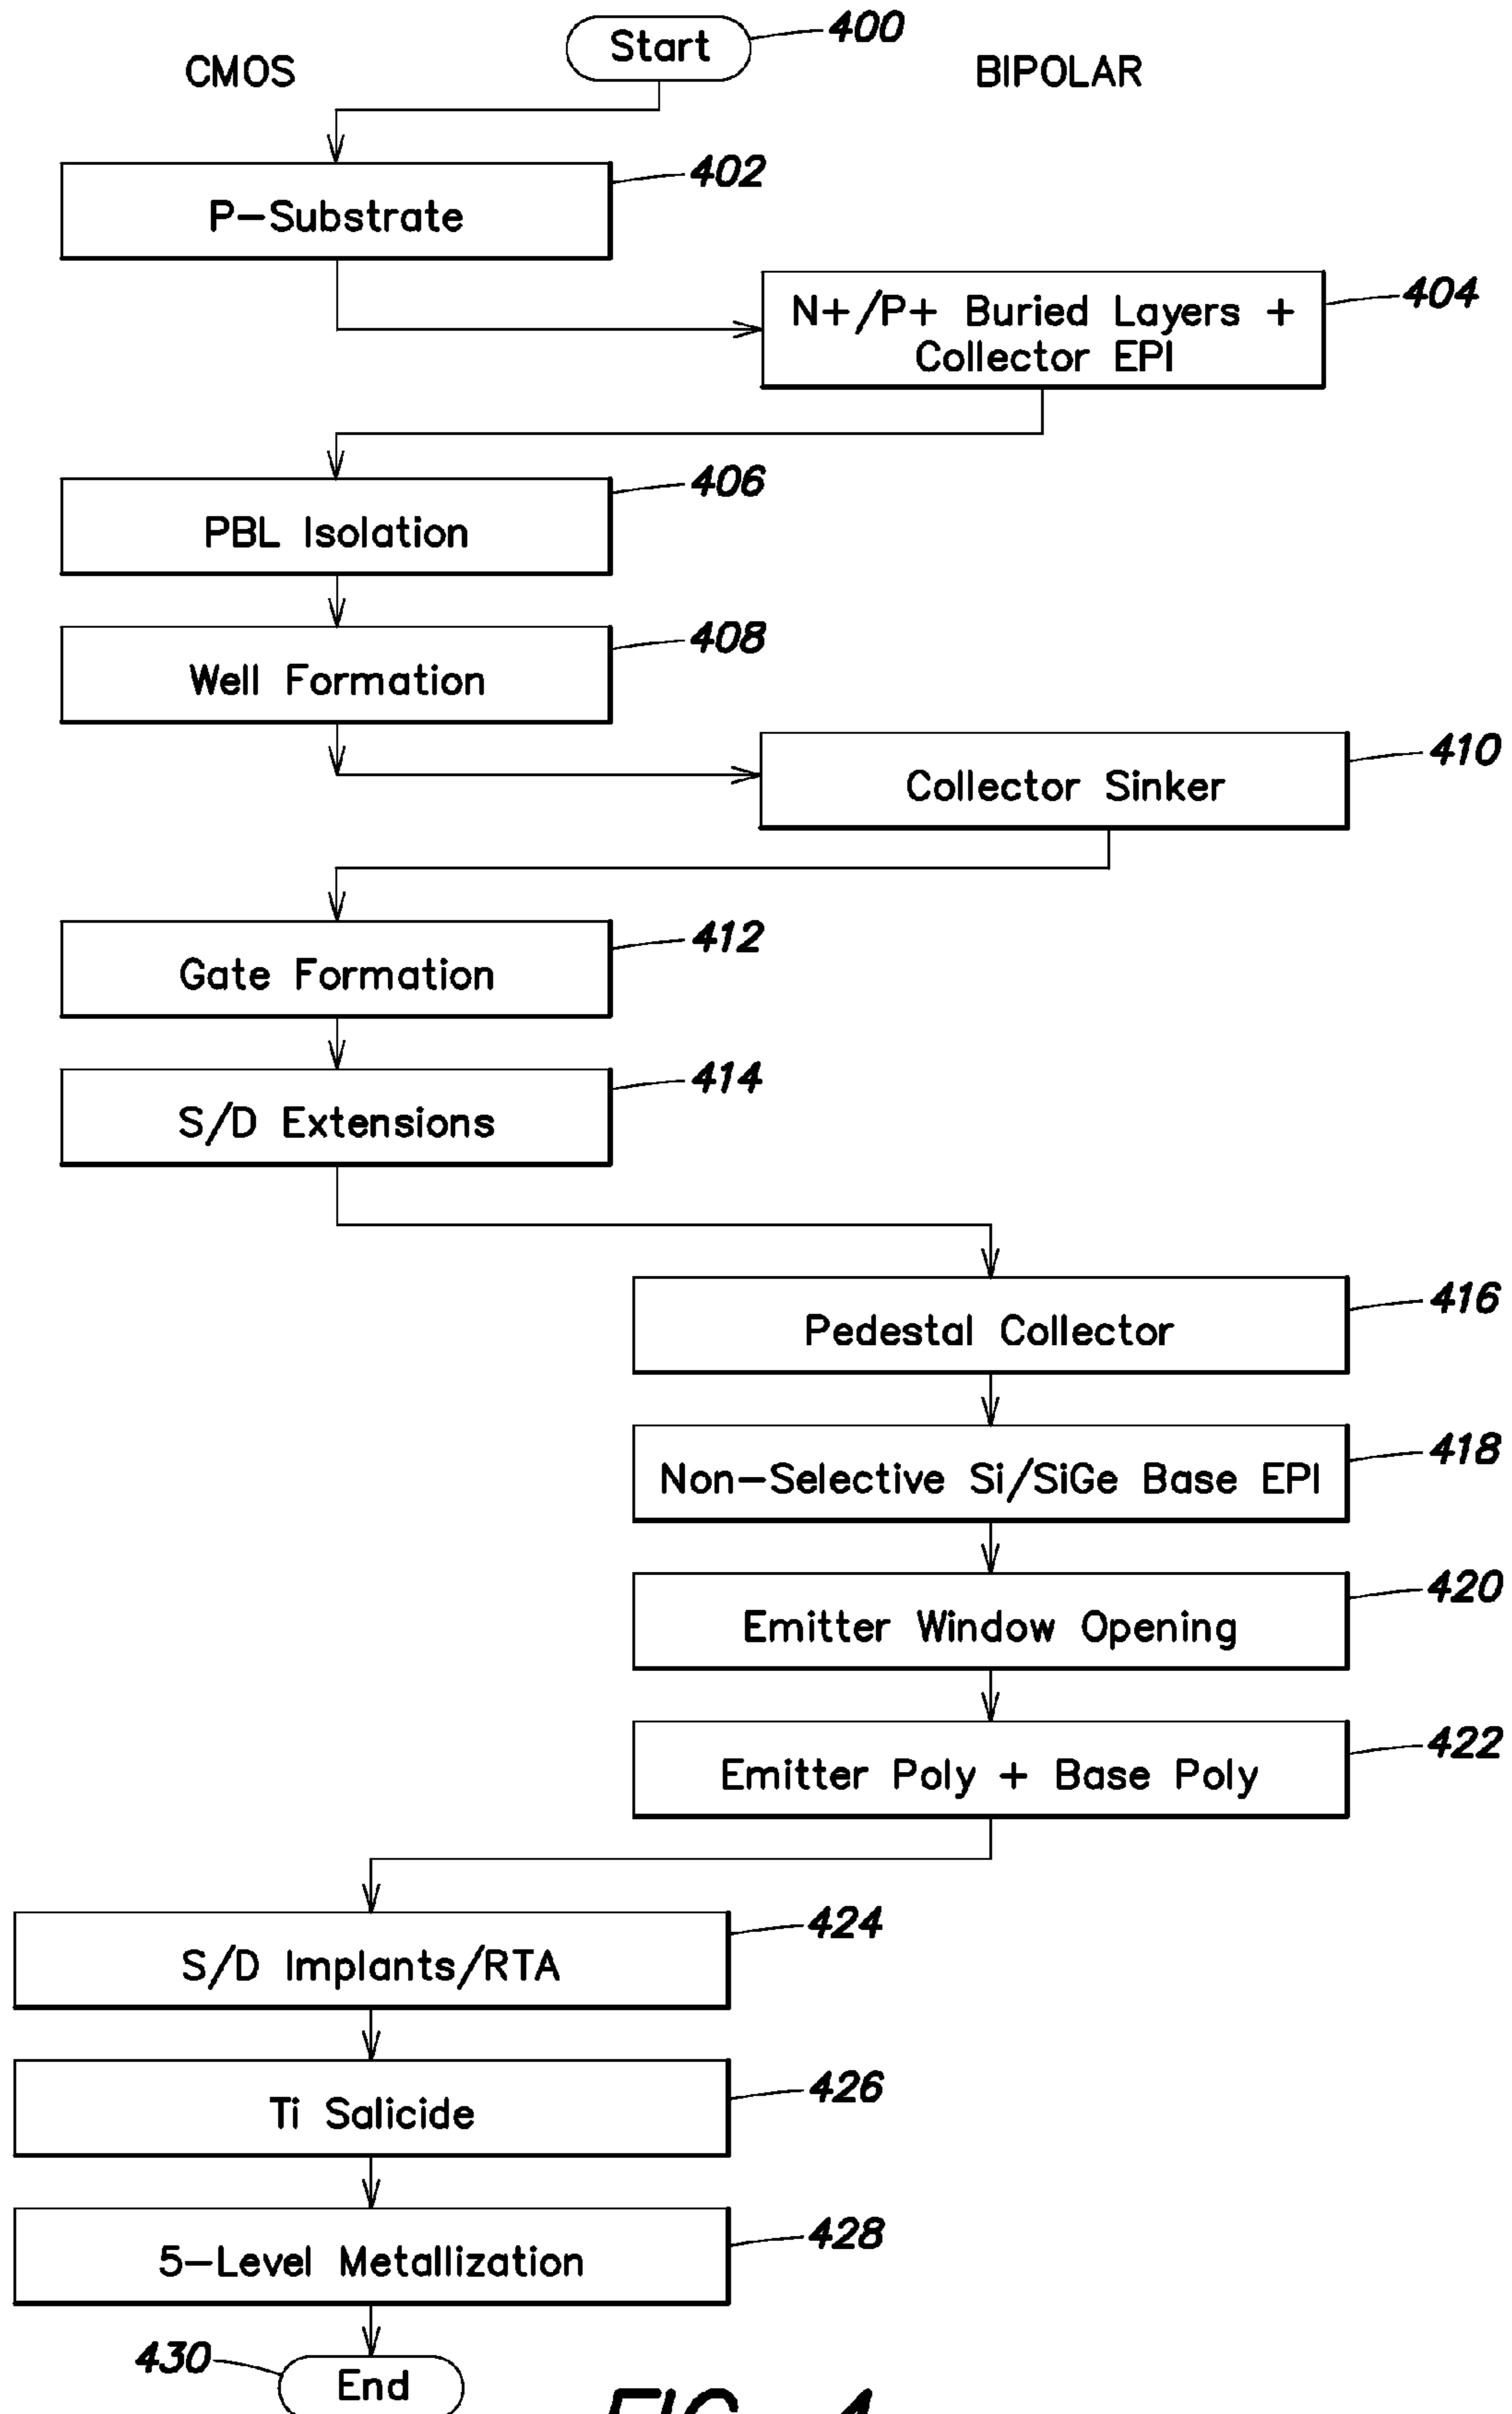 Start
400
CMOS
BIPOLAR
P-Substrate
402
N+/P+ Buried Layers +
Collector EPI
404
PBL Isolation
406
Well Formation
408
Collector Sinker
410
Gate Formation
412
S/D Extensions
414
Pedestal Collector
416
Non-Selective Si/SiGe Base EPI
418
Emitter Window Opening
420
Emitter Poly + Base Poly
422
S/D Implants/RTA
424
Ti Salicide
426
5-Level Metallization
428
End
430
FIG. 4